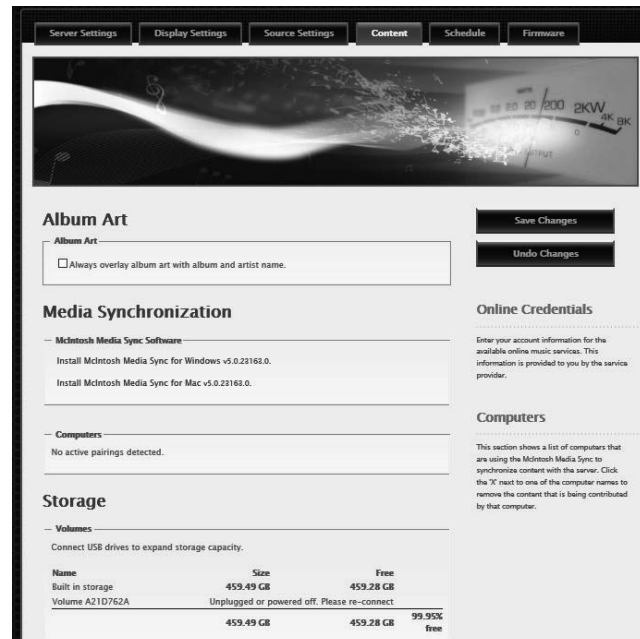 Server Settings Display Settings Source Settings Content Schedule Firmware
20 200 2KW
4K 8K
0
Album Art
Album Art
Always overlay album art with album and artist name.
Media Synchronization
McIntosh Media Sync Software
Install McIntosh Media Sync for Windows v5.0.23163.0.
Install McIntosh Media Sync for Mac v5.0.23163.0.
Computers
No active pairings detected.
Storage
Volumes
Connect USB drives to expand storage capacity.
Name Size Free
Built in storage 459.49 GB 459.28 GB
Volume A21D762A Unplugged or powered off. Please re-connect
459.49 GB 459.28 GB 99.95%
free
Save Changes
Undo Changes
Online Credentials
Enter your account information for the
available online music services. This
information is provided to you by the service
provider.
Computers
This section shows a list of computers that
are using the McIntosh Media Sync to
synchronize content with the server. Click
the 'X' next to one of the computer names to
remove the content that is being contributed
by that computer.